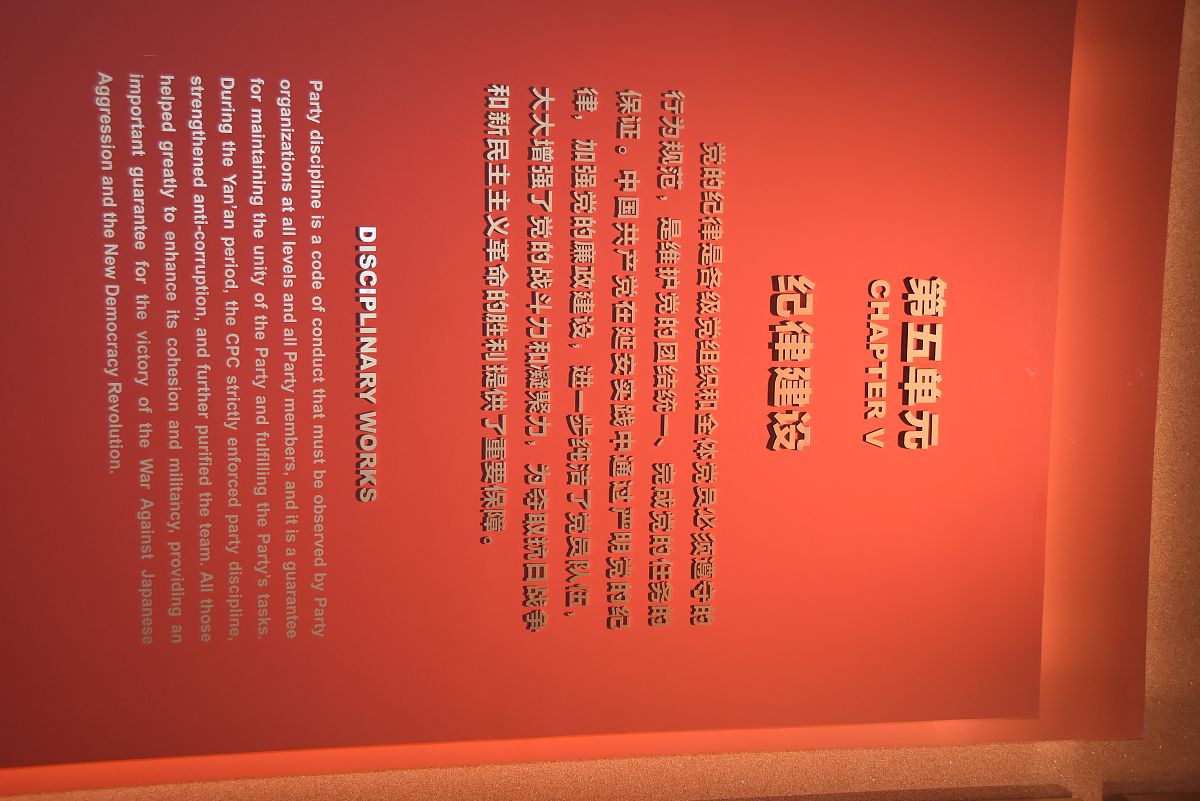 第五单元
CHAPTER V
纪律建设
党的纪律是各级党组织和全体党员必须遵守的
行为规范，是维护党的团结统一、完成党的任务的
保证。中国共产党在延安实践中通过严明党的纪
律，加强党的廉政建设，进一步纯洁了党员队伍，
大大增强了党的战斗力和凝聚力，为夺取抗日战争
和新民主主义革命的胜利提供了重要保障。
DISCIPLINARY WORKS
Party discipline is a code of conduct that must be observed by Party
organizations at all levels and all Party members, and it is a guarantee
for maintaining the unity of the Party and fulfilling the Party's tasks.
During the Yan'an period, the CPC strictly enforced party discipline,
strengthened anti-corruption, and further purified the team. All those
helped greatly to enhance its cohesion and militancy, providing an
important guarantee for the victory of the War Against Japanese
Aggression and the New Democracy Revolution.